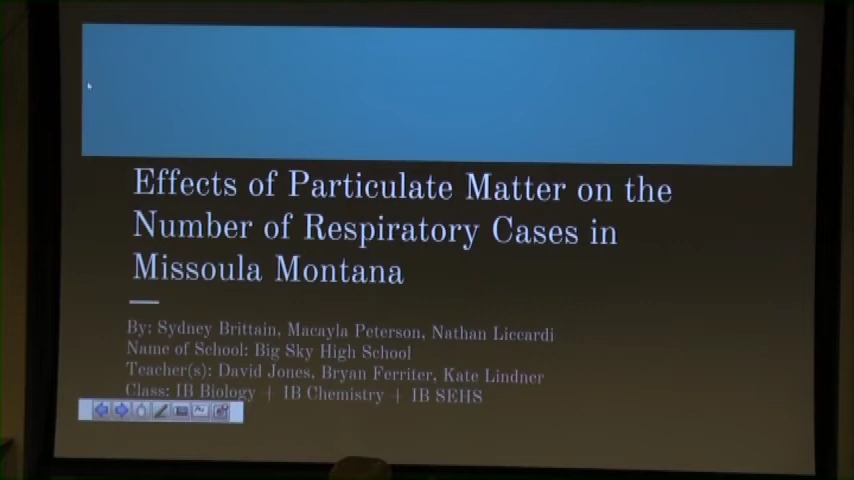 Effects of Particulate Matter on the
Number of Respiratory Cases in
Missoula Montana
By: Sydney Brittain, Macayla Peterson, Nathan Liccardi
Name of School: Big Sky High School
Teacher(s): David Jones, Bryan Ferriter, Kate Lindner
Class: IB Biology + IB Chemistry + IB SEHS